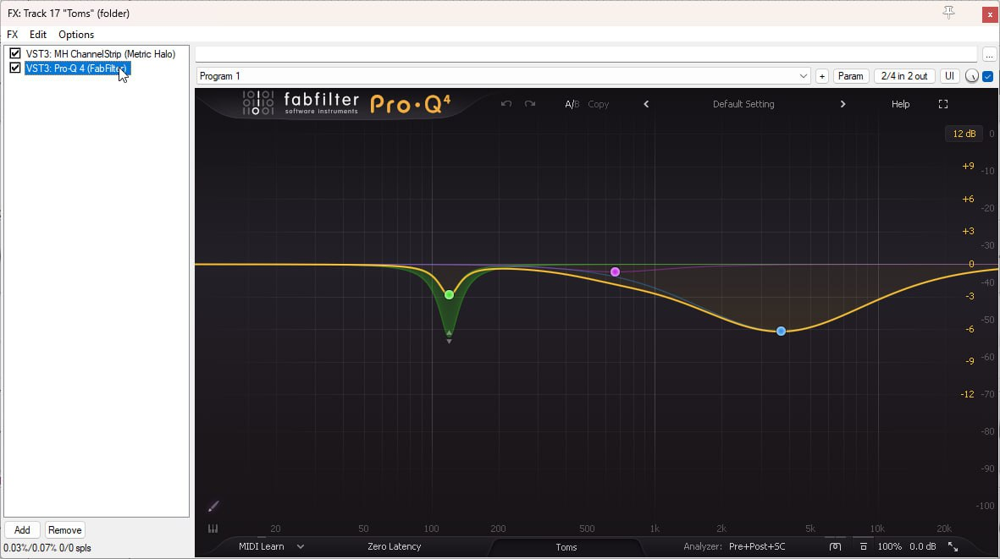 FX: Track 17 "Toms" (folder)
x
FX Edit Options
VST3: MH ChannelStrip (Metric Halo)
VST3: Pro-Q 4 (FabFilter)
...
Program 1
+ Param 2/4 in 2 out UI
fabfilter
software instruments
Pro·Q4
A/B Copy
Default Setting
Help
12 dB 0
+9 -10
+6 -20
+3 -30
0 -40
-3 -50
-6 -60
-9
-12 -70
-80
-90
-100
20 50 100 200 500 1k 2k 5k 10k 20k
MIDI Learn Zero Latency Toms Analyzer: Pre+Post+SC 100% 0.0 dB
Add Remove
0.03%/0.07% 0/0 spls